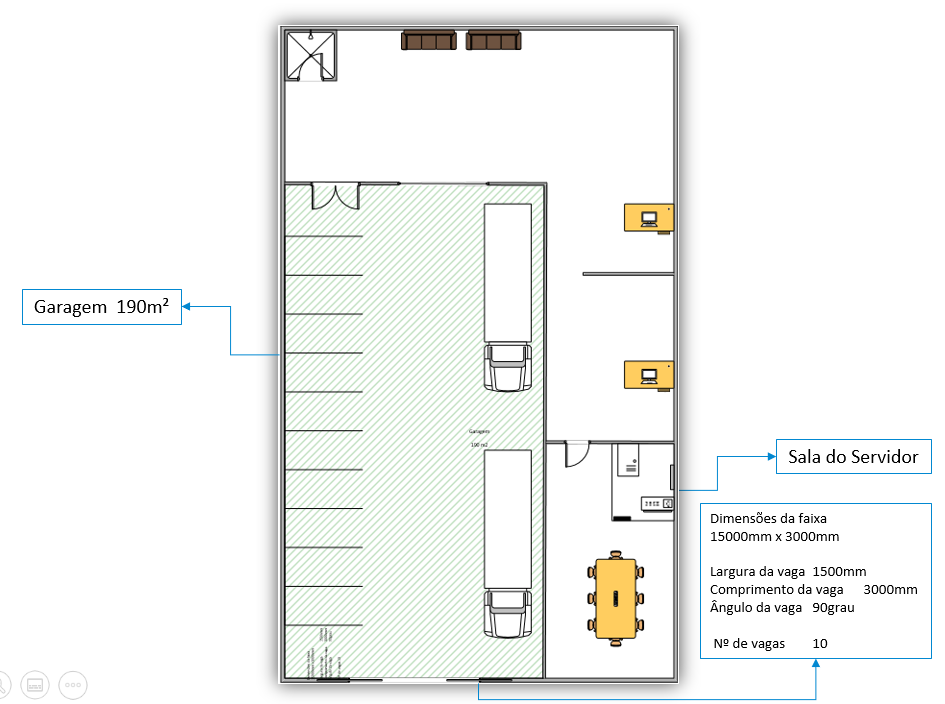 Garagem 190m²
Garagem
190 m2
Sala do Servidor
Dimensões da faixa
15000mm x 3000mm
Largura da vaga 1500mm
Comprimento da vaga 3000mm
Ângulo da vaga 90grau
Nº de vagas 10